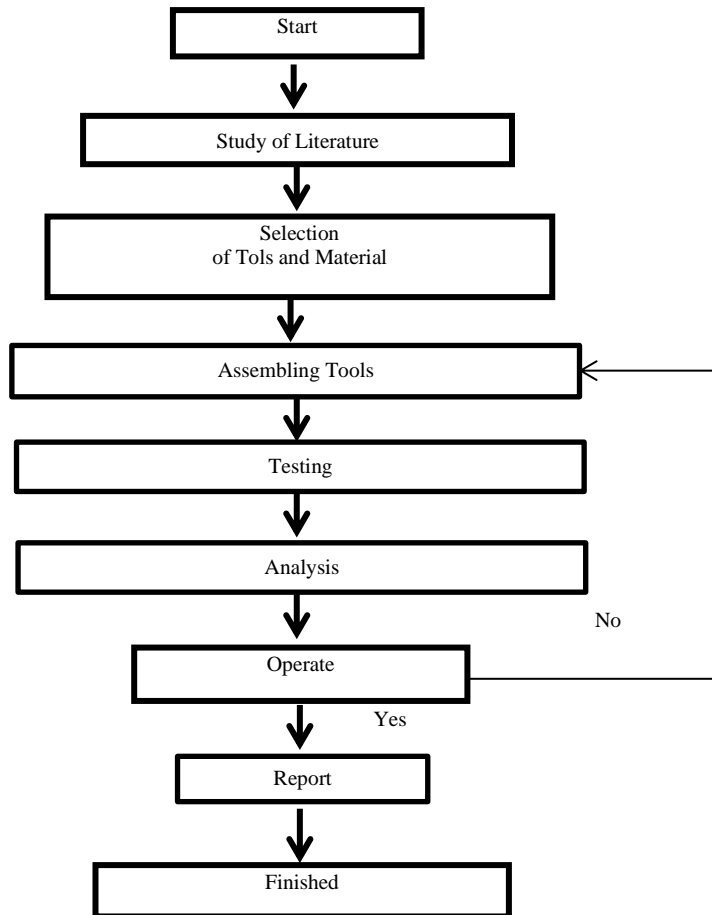 Start
Study of Literature
Selection
of Tols and Material
Assembling Tools
Testing
Analysis
No
Operate
Yes
Report
Finished